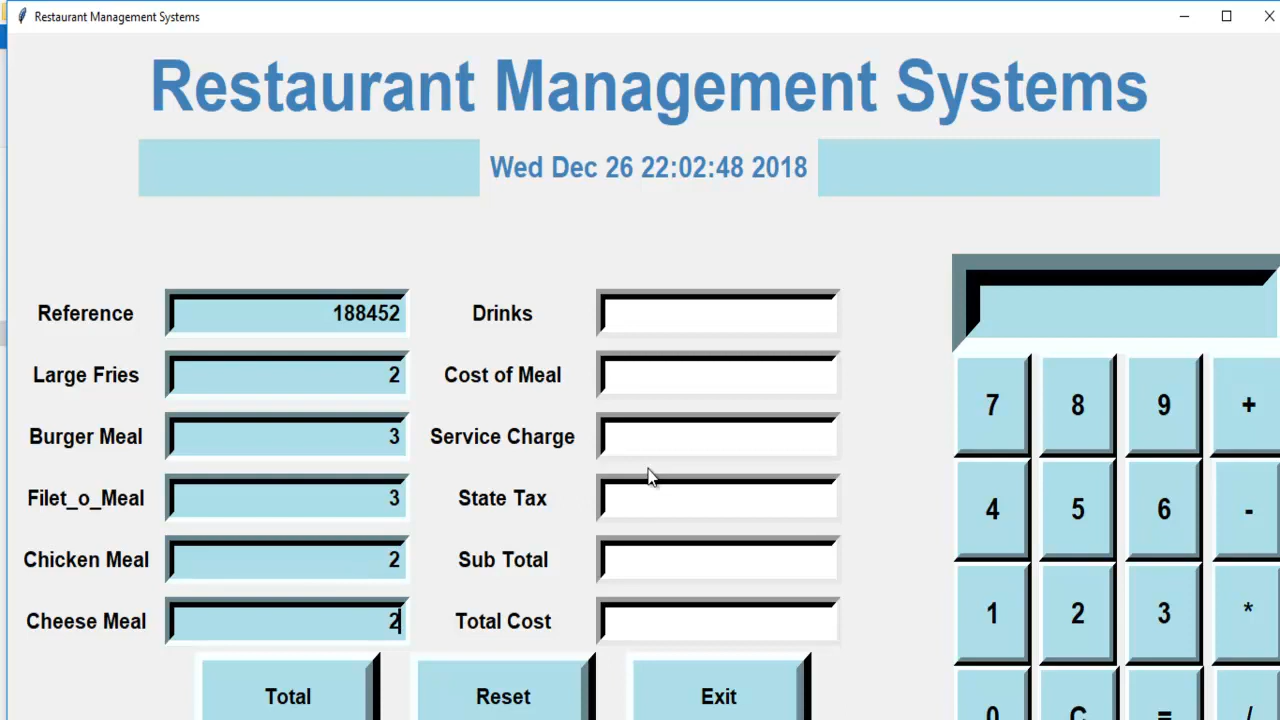 Restaurant Management Systems
Restaurant Management Systems
Wed Dec 26 22:02:48 2018
Reference 188452 Drinks
Large Fries 2 Cost of Meal
Burger Meal 3 Service Charge
Filet_o_Meal 3 State Tax
Chicken Meal 2 Sub Total
Cheese Meal 2 Total Cost
Total Reset Exit
7 8 9 +
4 5 6 -
1 2 3 *
0 C = /